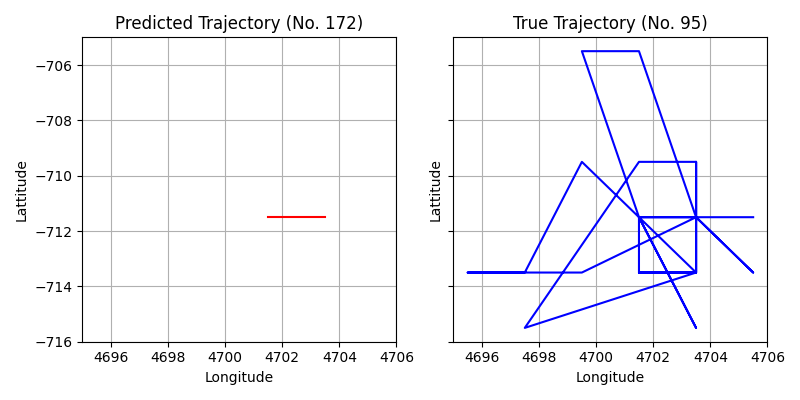 Predicted Trajectory (No. 172)
True Trajectory (No. 95)
−706
−708
−710
−712
−714
−716
Lattitude
Lattitude
4696 4698 4700 4702 4704 4706
4696 4698 4700 4702 4704 4706
Longitude
Longitude